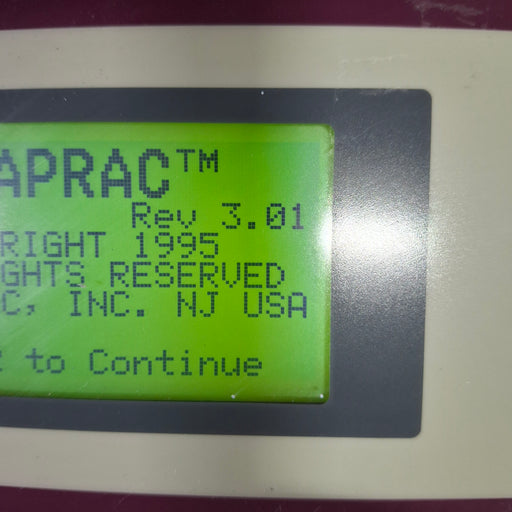 APRAC™
Rev 3.01
RIGHT 1995
GHTS RESERVED
C, INC. NJ USA
to Continue